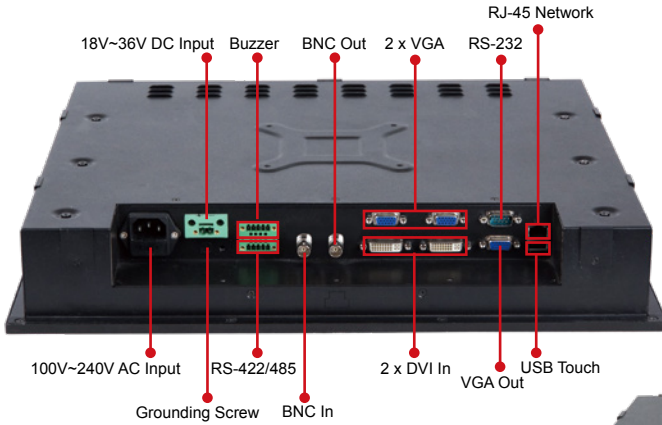 RJ-45 Network
18V~36V DC Input
Buzzer
BNC Out
2 x VGA
RS-232
100V~240V AC Input
RS-422/485
2 x DVI In
USB Touch
VGA Out
Grounding Screw
BNC In